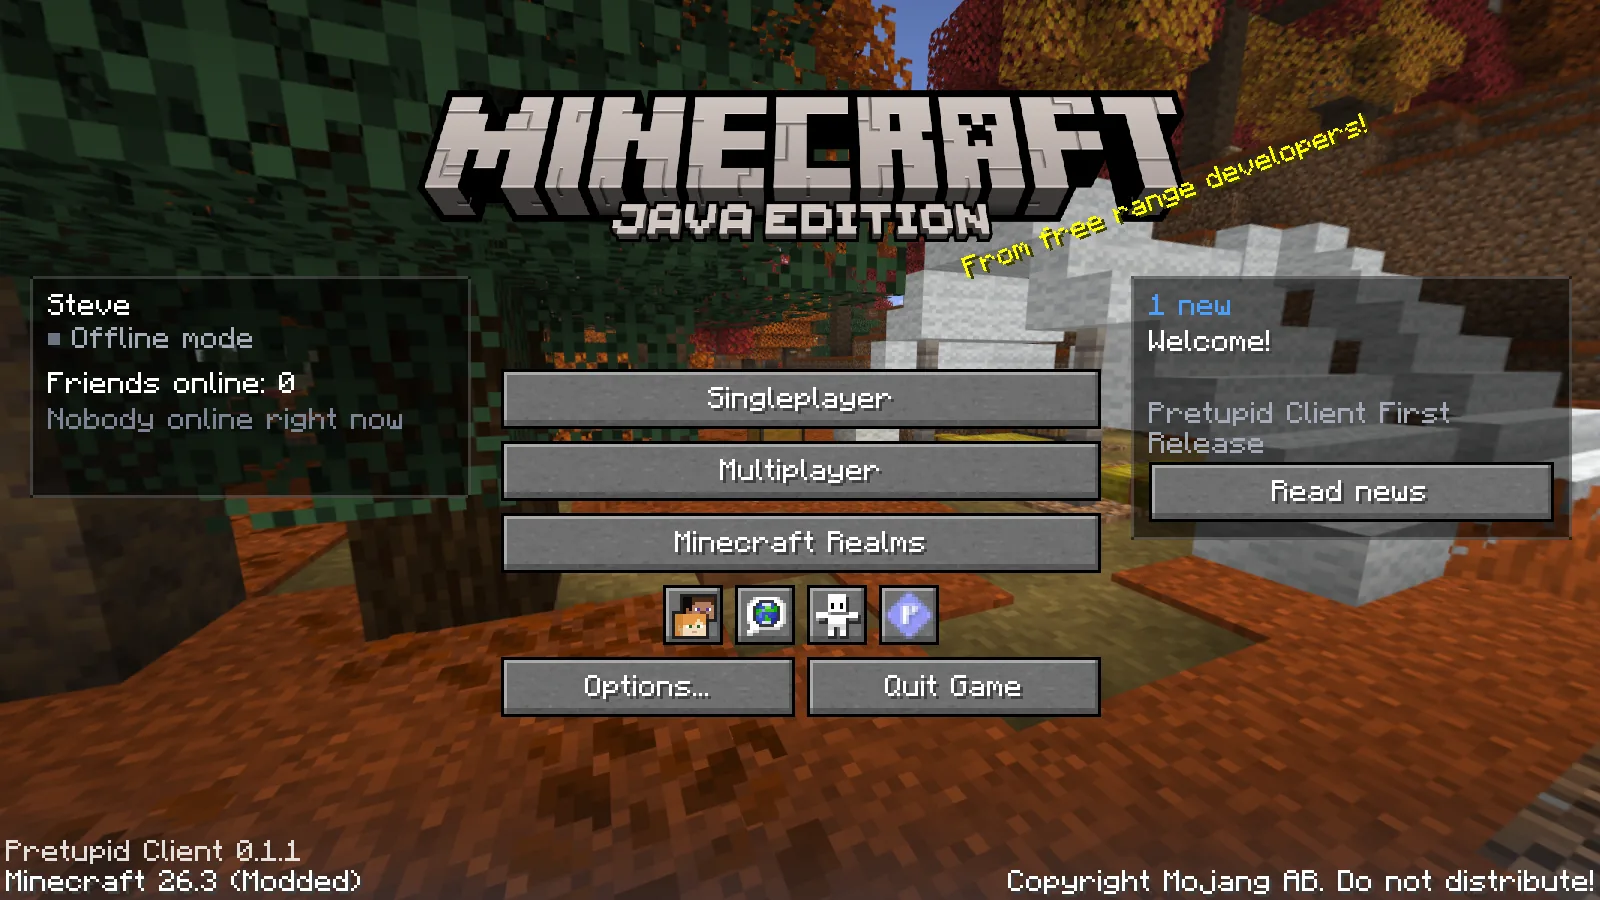 MINECRAFT
JAVA EDITION
From free range developers!
Steve
Offline mode
Friends online: 0
Nobody online right now
1 new
Welcome!
Pretupid Client First
Release
Read news
Singleplayer
Multiplayer
Minecraft Realms
Options...
Quit Game
Pretupid Client 0.1.1
Minecraft 26.3 (Modded)
Copyright Mojang AB. Do not distribute!